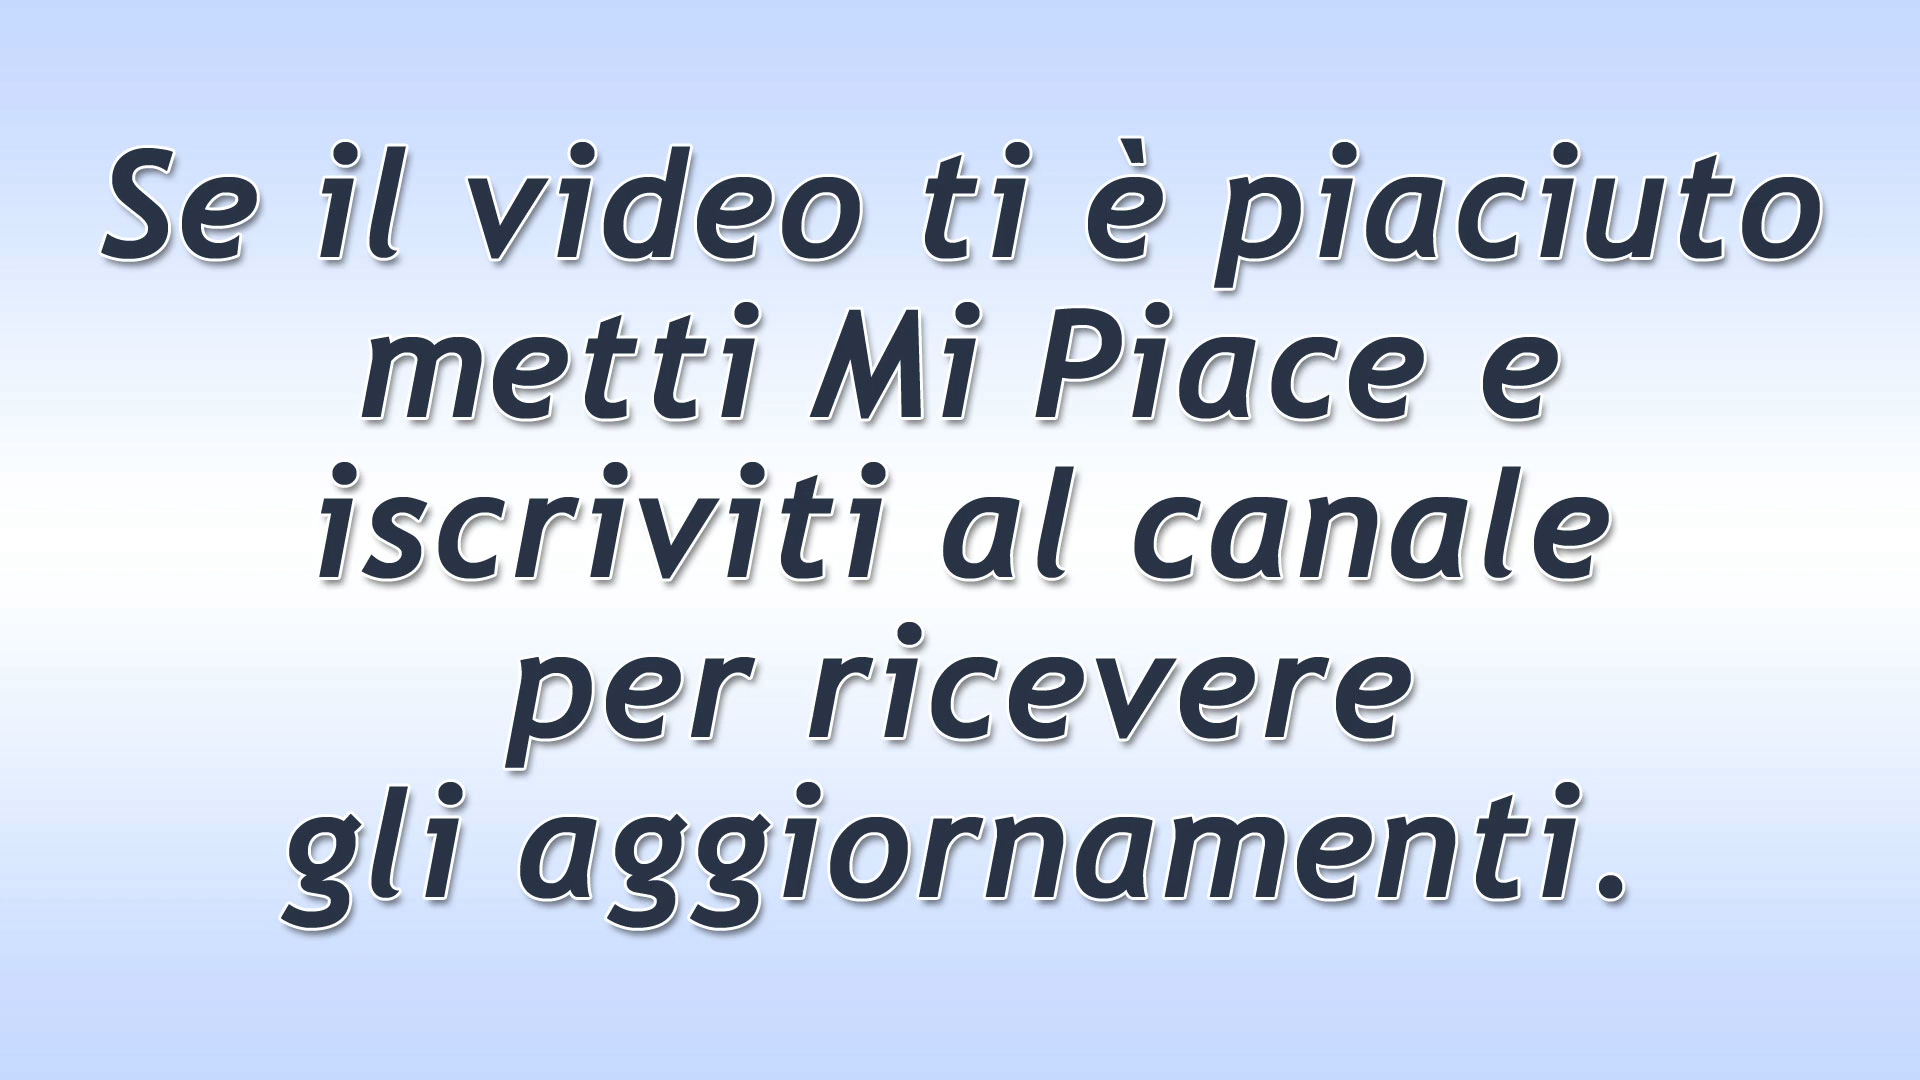 Se il video ti è piaciuto
metti Mi Piace e
iscriviti al canale
per ricevere
gli aggiornamenti.